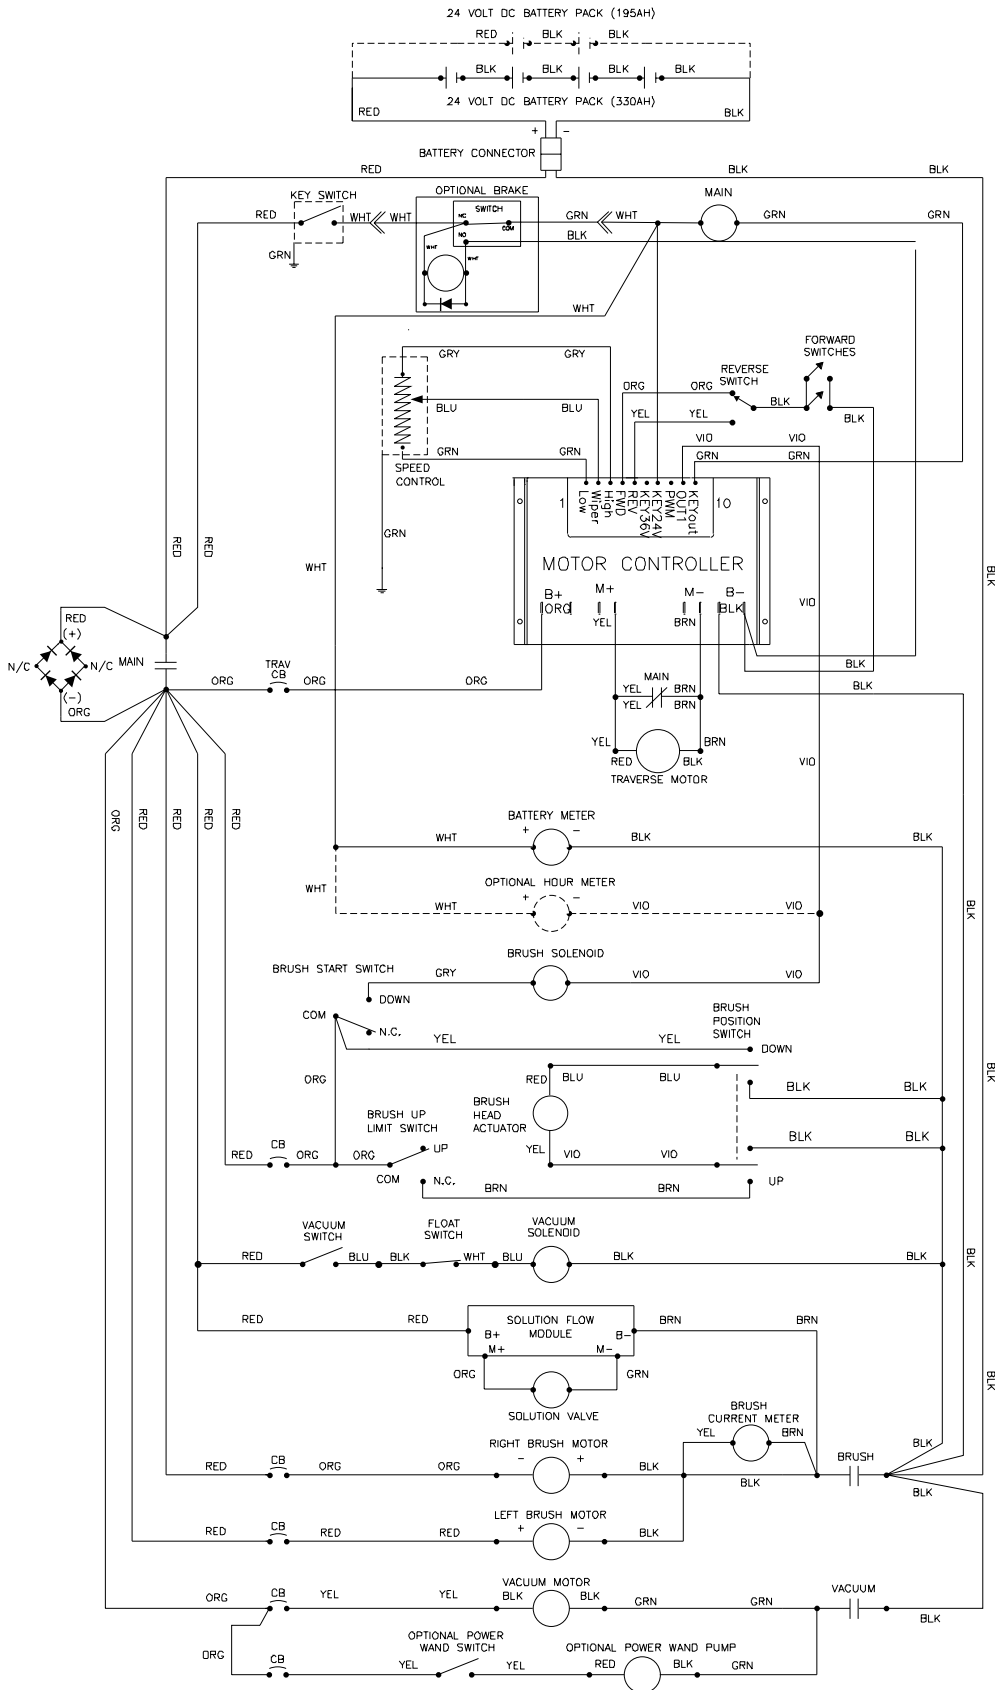 24 VOLT DC BATTERY PACK (195AH)
RED BLK BLK
BLK BLK BLK BLK
24 VOLT DC BATTERY PACK (330AH)
RED BLK
+ −
BATTERY CONNECTOR
RED BLK BLK
KEY SWITCH OPTIONAL BRAKE MAIN
SWITCH
RED WHT WHT NC COM GRN WHT GRN GRN
NO BLK
GRN WHT WHT
WHT
FORWARD
SWITCHES
GRY GRY
REVERSE
SWITCH
ORG ORG
BLU BLU BLK
YEL YEL BLK
VIO VIO
GRN GRN GRN GRN
SPEED
CONTROL
1 Low Wiper High FWD REV KEY36V KEY24V PWM OUT1 KEYout 10
GRN
RED RED
MOTOR CONTROLLER
WHT BLK
B+ M+ M- B-
ORG BLK
YEL BRN
VIO
RED
(+)
N/C N/C MAIN
TRAV
CB
BLK
(-)
ORG
ORG ORG ORG
MAIN
YEL BRN
YEL BRN
BLK
YEL BRN
RED BLK
TRAVERSE MOTOR
VIO
ORG RED RED RED RED
BATTERY METER
+ −
WHT BLK
OPTIONAL HOUR METER
+ −
WHT
WHT VIO VIO
BLK
BRUSH SOLENOID
BRUSH START SWITCH
GRY VIO VIO
DOWN
COM
N.C.
BRUSH
POSITION
SWITCH
YEL YEL
DOWN
ORG
RED BLU BLU
BLK BLK
BLK
BRUSH
HEAD
ACTUATOR
BRUSH UP
LIMIT SWITCH
BLK BLK
CB
UP
YEL VIO VIO
RED ORG ORG
COM N.C. BRN BRN UP
VACUUM
SWITCH
FLOAT
SWITCH
VACUUM
SOLENOID
RED BLU BLK WHT BLU BLK BLK
BLK
RED RED
SOLUTION FLOW
MODULE
B+ B-
M+ M-
BRN BRN
ORG GRN
SOLUTION VALVE
BLK
BRUSH
CURRENT METER
YEL BRN
RIGHT BRUSH MOTOR
− +
CB
RED ORG ORG BLK
BLK
BRUSH
BLK
BLK
LEFT BRUSH MOTOR
+ −
CB
RED RED RED BLK
VACUUM MOTOR
CB
ORG YEL YEL BLK BLK GRN GRN
VACUUM
BLK
OPTIONAL POWER
WAND SWITCH
OPTIONAL POWER WAND PUMP
ORG
CB
YEL YEL RED BLK GRN